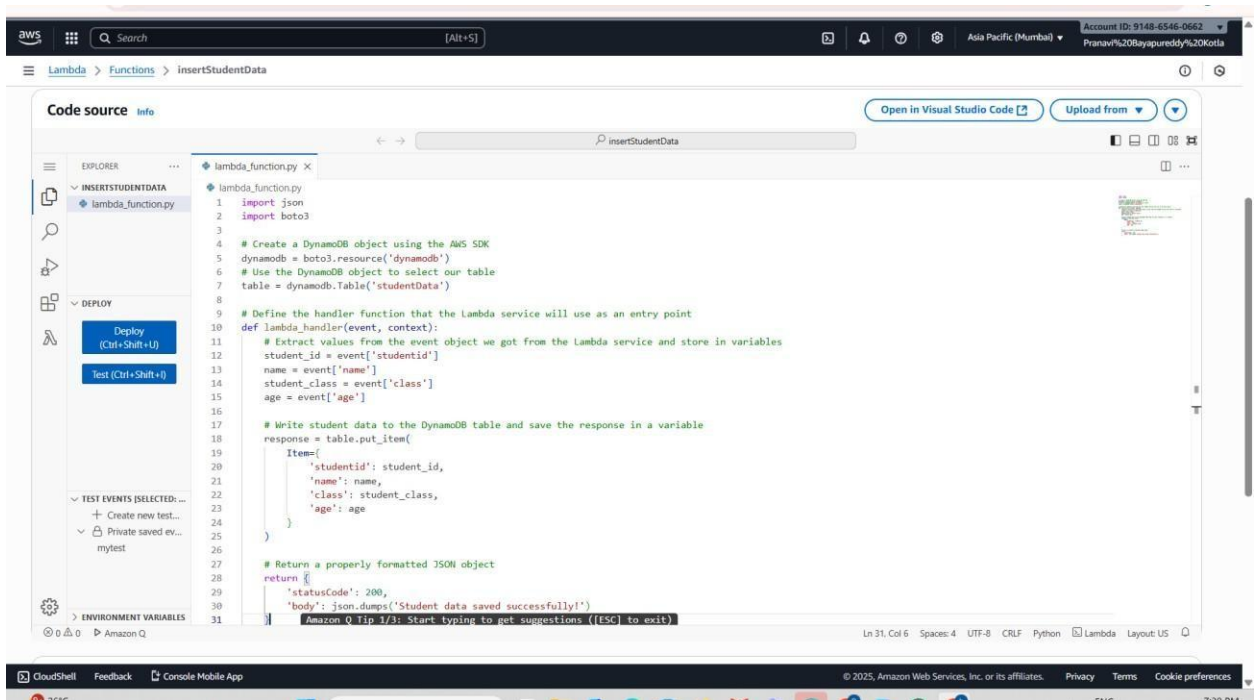 aws
Search
[Alt+S]
Asia Pacific (Mumbai)
Account ID: 9148-6546-0662
Pranavi%20Bayapureddy%20Kotla
Lambda > Functions > insertStudentData
Code source Info
Open in Visual Studio Code
Upload from
insertStudentData
EXPLORER
lambda_function.py
INSERTSTUDENTDATA
lambda_function.py
lambda_function.py
1 import json
2 import boto3
3
4 # Create a DynamoDB object using the AWS SDK
5 dynamodb = boto3.resource('dynamodb')
6 # Use the DynamoDB object to select our table
7 table = dynamodb.Table('studentData')
8
9 # Define the handler function that the Lambda service will use as an entry point
10 def lambda_handler(event, context):
11 # Extract values from the event object we got from the Lambda service and store in variables
12 student_id = event['studentid']
13 name = event['name']
14 student_class = event['class']
15 age = event['age']
16
17 # Write student data to the DynamoDB table and save the response in a variable
18 response = table.put_item(
19 Item={
20 'studentid': student_id,
21 'name': name,
22 'class': student_class,
23 'age': age
24 }
25 )
26
27 # Return a properly formatted JSON object
28 return {
29 'statusCode': 200,
30 'body': json.dumps('Student data saved successfully!')
31 } Amazon Q Tip 1/3: Start typing to get suggestions ([ESC] to exit)
DEPLOY
Deploy
(Ctrl+Shift+U)
Test (Ctrl+Shift+I)
TEST EVENTS [SELECTED: ...
+ Create new test...
Private saved ev...
mytest
ENVIRONMENT VARIABLES
0 0 Amazon Q
Ln 31, Col 6 Spaces: 4 UTF-8 CRLF Python Lambda Layout: US
CloudShell Feedback Console Mobile App
© 2025, Amazon Web Services, Inc. or its affiliates. Privacy Terms Cookie preferences